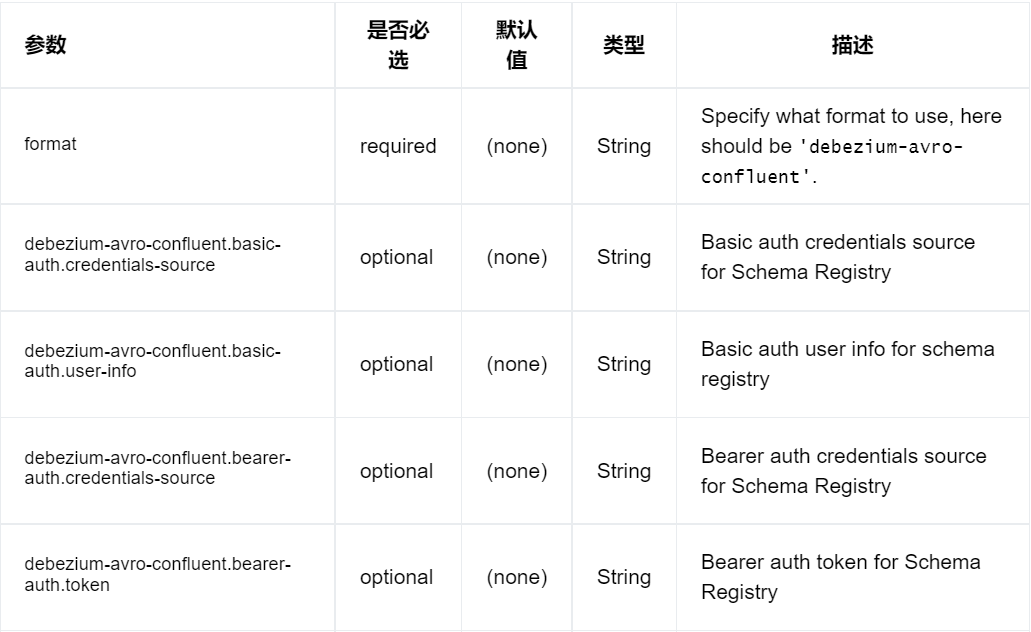 参数
是否必
选
默认
值
类型
描述
format
required
(none)
String
Specify what format to use, here
should be 'debezium-avro-
confluent'.
debezium-avro-confluent.basic-
auth.credentials-source
optional
(none)
String
Basic auth credentials source
for Schema Registry
debezium-avro-confluent.basic-
auth.user-info
optional
(none)
String
Basic auth user info for schema
registry
debezium-avro-confluent.bearer-
auth.credentials-source
optional
(none)
String
Bearer auth credentials source
for Schema Registry
debezium-avro-confluent.bearer-
auth.token
optional
(none)
String
Bearer auth token for Schema
Registry